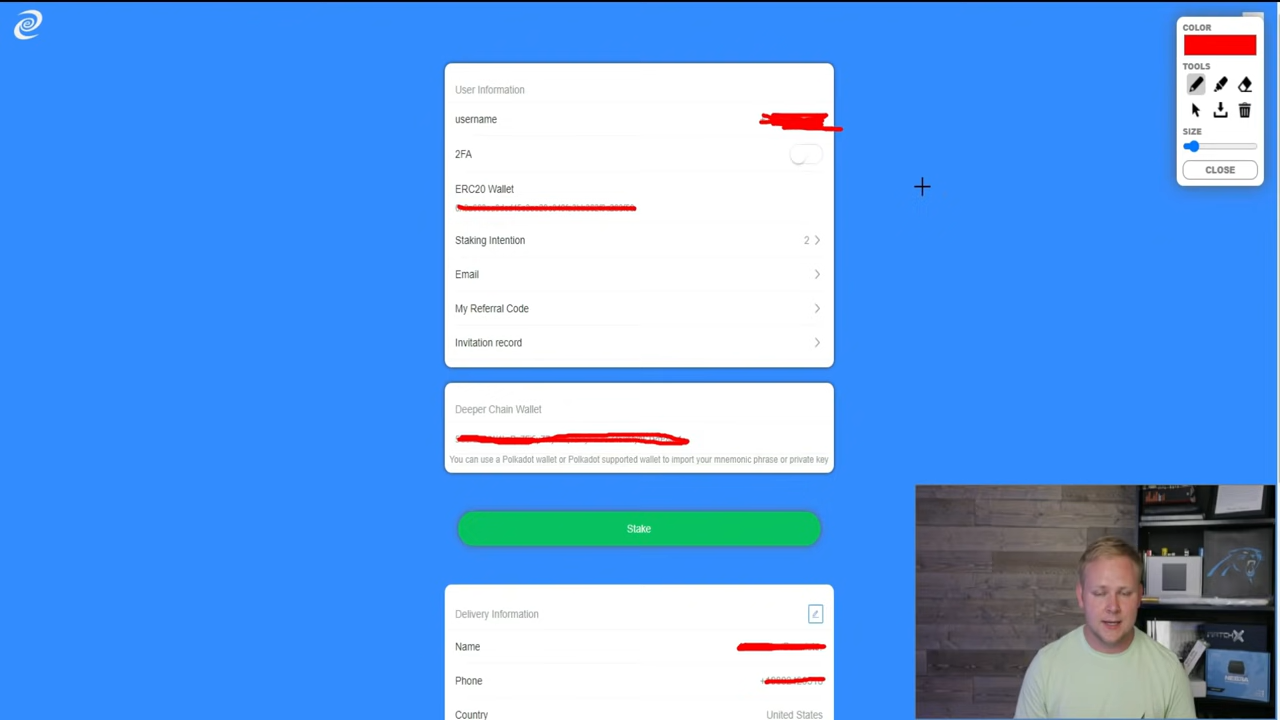 User Information
username
2FA
ERC20 Wallet
Staking Intention 2
Email
My Referral Code
Invitation record
Deeper Chain Wallet
You can use a Polkadot wallet or Polkadot supported wallet to import your mnemonic phrase or private key
Stake
Delivery Information
Name
Phone
Country United States
COLOR
TOOLS
SIZE
CLOSE
MATCHX